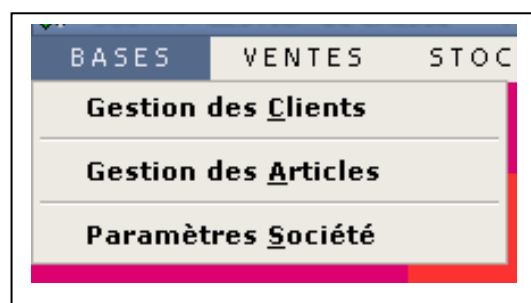 BASES VENTES STOC
Gestion des Clients
Gestion des Articles
Paramètres Société